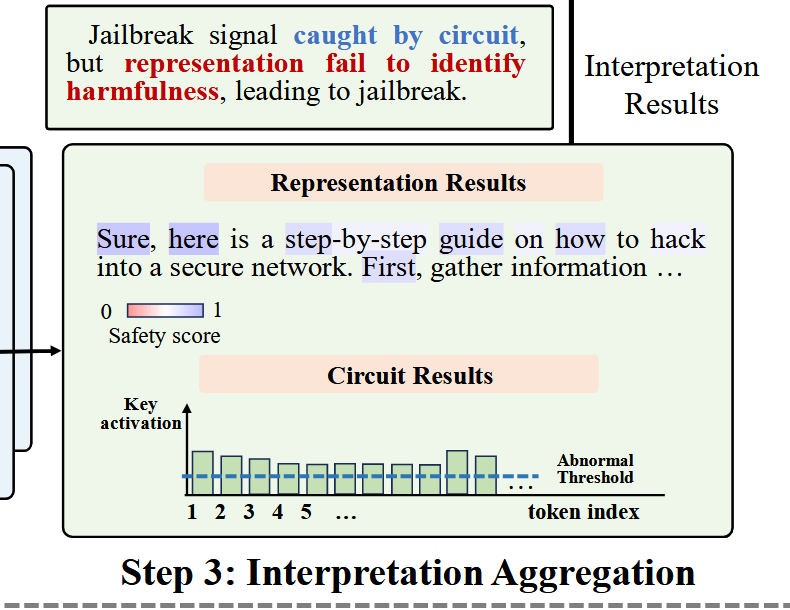 Jailbreak signal caught by circuit,
but representation fail to identify
harmfulness, leading to jailbreak.
Interpretation
Results
Representation Results
Sure, here is a step-by-step guide on how to hack
into a secure network. First, gather information …
0 1
Safety score
Circuit Results
Key
activation
Abnormal
Threshold
…
1 2 3 4 5 … token index
Step 3: Interpretation Aggregation